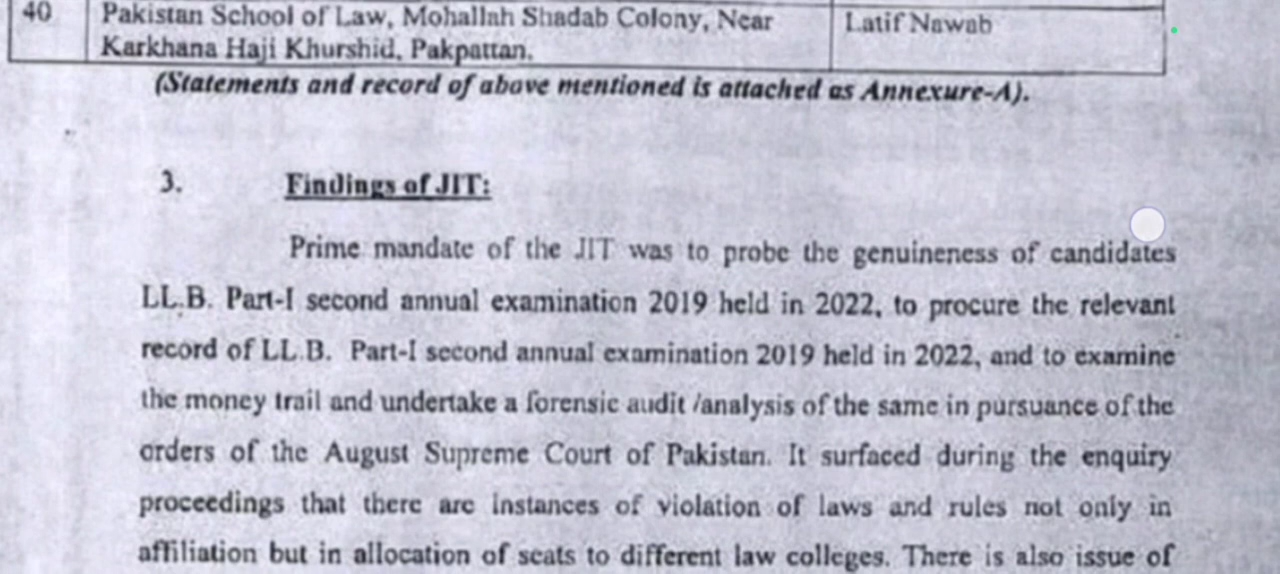 40 Pakistan School of Law, Mohallah Shadab Colony, Near Latif Nawab
Karkhana Haji Khurshid, Pakpattan.
(Statements and record of above mentioned is attached as Annexure-A).
3. Findings of JIT:
Prime mandate of the JIT was to probe the genuineness of candidates
LL.B. Part-I second annual examination 2019 held in 2022, to procure the relevant
record of LL.B. Part-I second annual examination 2019 held in 2022, and to examine
the money trail and undertake a forensic audit /analysis of the same in pursuance of the
orders of the August Supreme Court of Pakistan. It surfaced during the enquiry
proceedings that there are instances of violation of laws and rules not only in
affiliation but in allocation of seats to different law colleges. There is also issue of